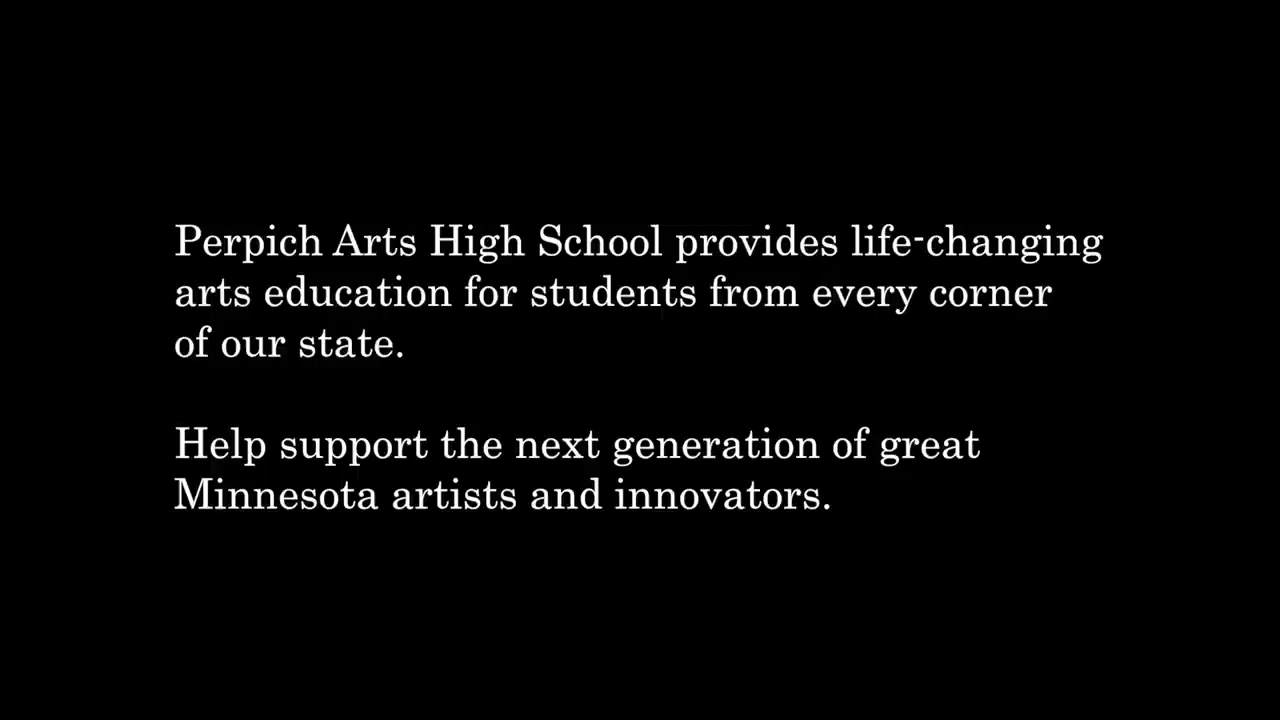 Perpich Arts High School provides life-changing
arts education for students from every corner
of our state.
Help support the next generation of great
Minnesota artists and innovators.